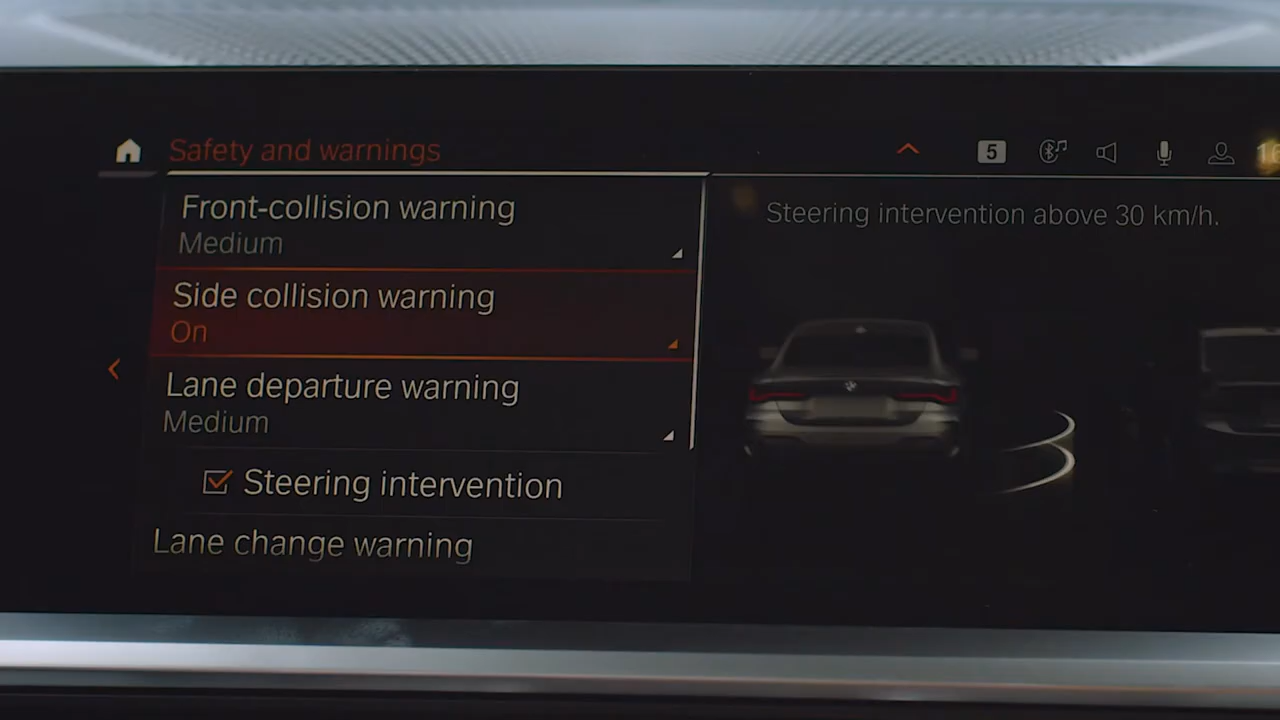 Safety and warnings
5
Front-collision warning
Medium
Steering intervention above 30 km/h.
Side collision warning
On
Lane departure warning
Medium
Steering intervention
Lane change warning